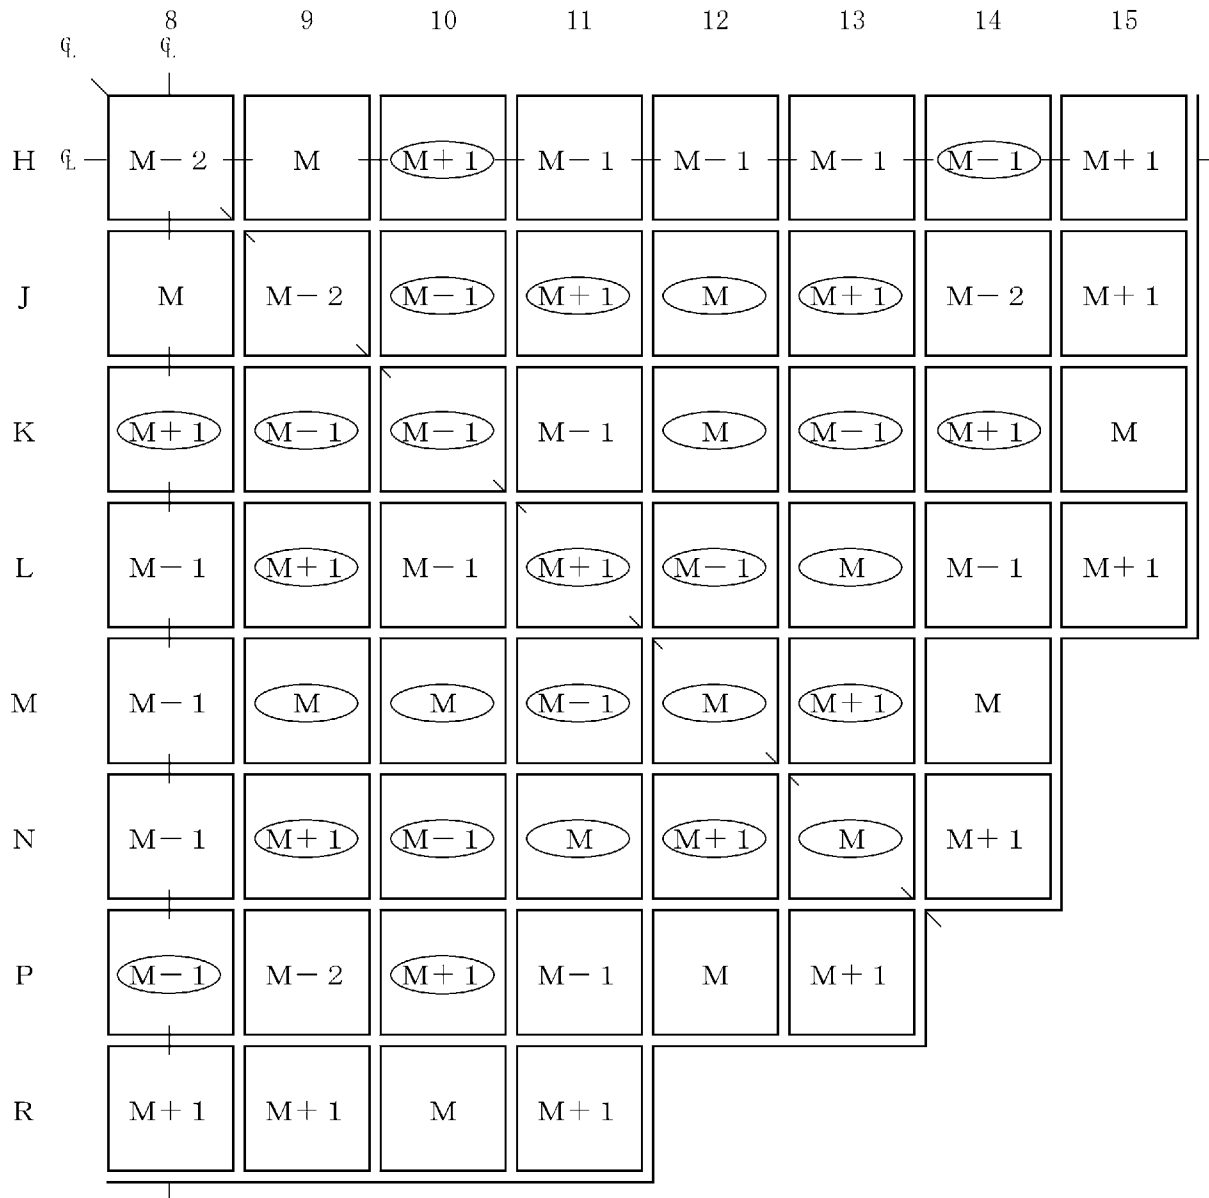 8 9 10 11 12 13 14 15
℄ ℄
H ℄ M−2 M M+1 M−1 M−1 M−1 M−1 M+1
J M M−2 M−1 M+1 M M+1 M−2 M+1
K M+1 M−1 M−1 M−1 M M−1 M+1 M
L M−1 M+1 M−1 M+1 M−1 M M−1 M+1
M M−1 M M M−1 M M+1 M
N M−1 M+1 M−1 M M+1 M M+1
P M−1 M−2 M+1 M−1 M M+1
R M+1 M+1 M M+1